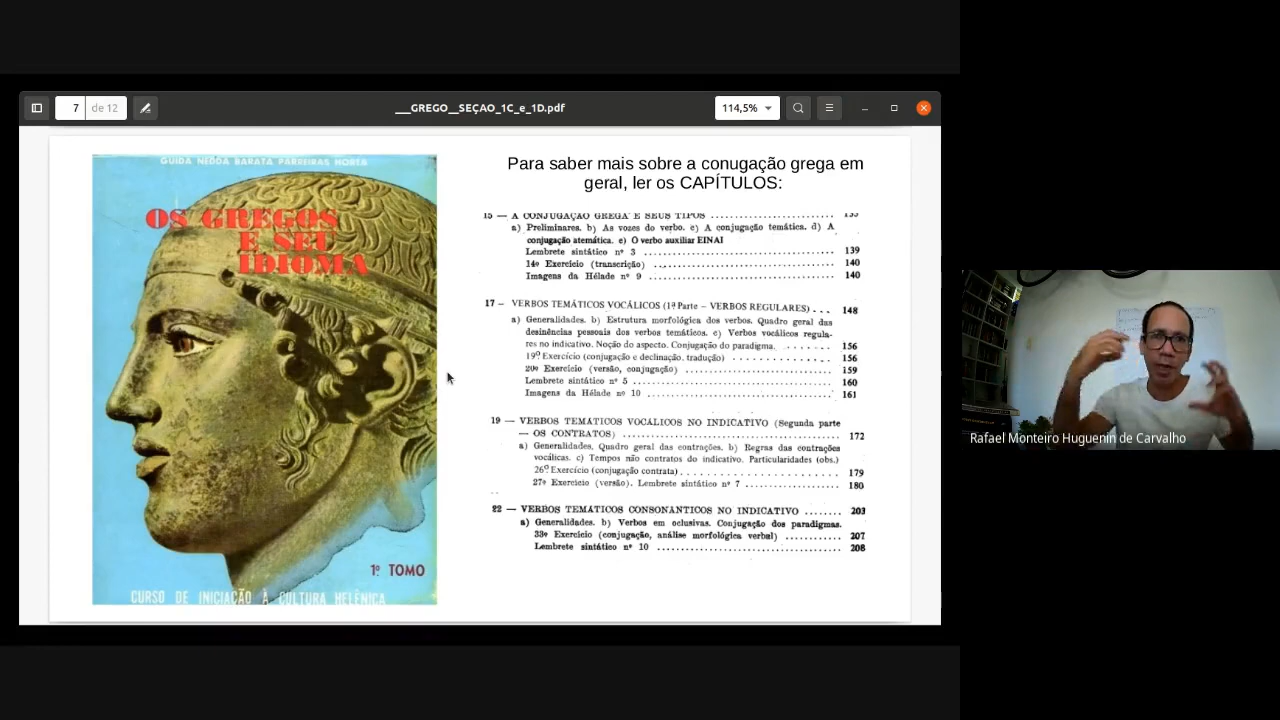 7 de 12
___GREGO__SEÇAO_1C_e_1D.pdf
114,5%
GUIDA NEDDA BARATA PARREIRAS HORTA
OS GREGOS
E SEU
IDIOMA
1º TOMO
CURSO DE INICIAÇÃO À CULTURA HELÊNICA
Para saber mais sobre a conugação grega em
geral, ler os CAPÍTULOS:
15 — A CONJUGAÇÃO GREGA E SEUS TIPOS ........................ 135
a) Preliminares. b) As vozes do verbo. c) A conjugação temática. d) A
conjugação atemática. e) O verbo auxiliar EINAI
Lembrete sintático nº 3 ........................ 139
14º Exercício (transcrição) ........................ 140
Imagens da Hélade nº 9 ........................ 140
17 – VERBOS TEMÁTICOS VOCÁLICOS (1ª Parte – VERBOS REGULARES) . . . 148
a) Generalidades. b) Estrutura morfológica dos verbos. Quadro geral das
desinências pessoais dos verbos temáticos. c) Verbos vocálicos regula-
res no indicativo. Noção do aspecto. Conjugação do paradigma. . . . . . . . 156
19º Exercício (conjugação e declinação. tradução) ........................ 156
20º Exercício (versão, conjugação) ........................ 159
Lembrete sintático nº 5 ........................ 160
Imagens da Hélade nº 10 ........................ 161
19 — VERBOS TEMÁTICOS VOCÁLICOS NO INDICATIVO (Segunda parte
— OS CONTRATOS) ........................ 172
a) Generalidades. Quadro geral das contrações. b) Regras das contrações
vocálicas. c) Tempos não contratos do indicativo. Particularidades (obs.)
26º Exercício (conjugação contrata) ........................ 179
27º Exercício (versão). Lembrete sintático nº 7 ................ 180
22 — VERBOS TEMÁTICOS CONSONÂNTICOS NO INDICATIVO ........ 203
a) Generalidades. b) Verbos em oclusivas. Conjugação dos paradigmas.
33º Exercício (conjugação, análise morfológica verbal) ............ 207
Lembrete sintático nº 10 ........................ 208
Rafael Monteiro Huguenin de Carvalho